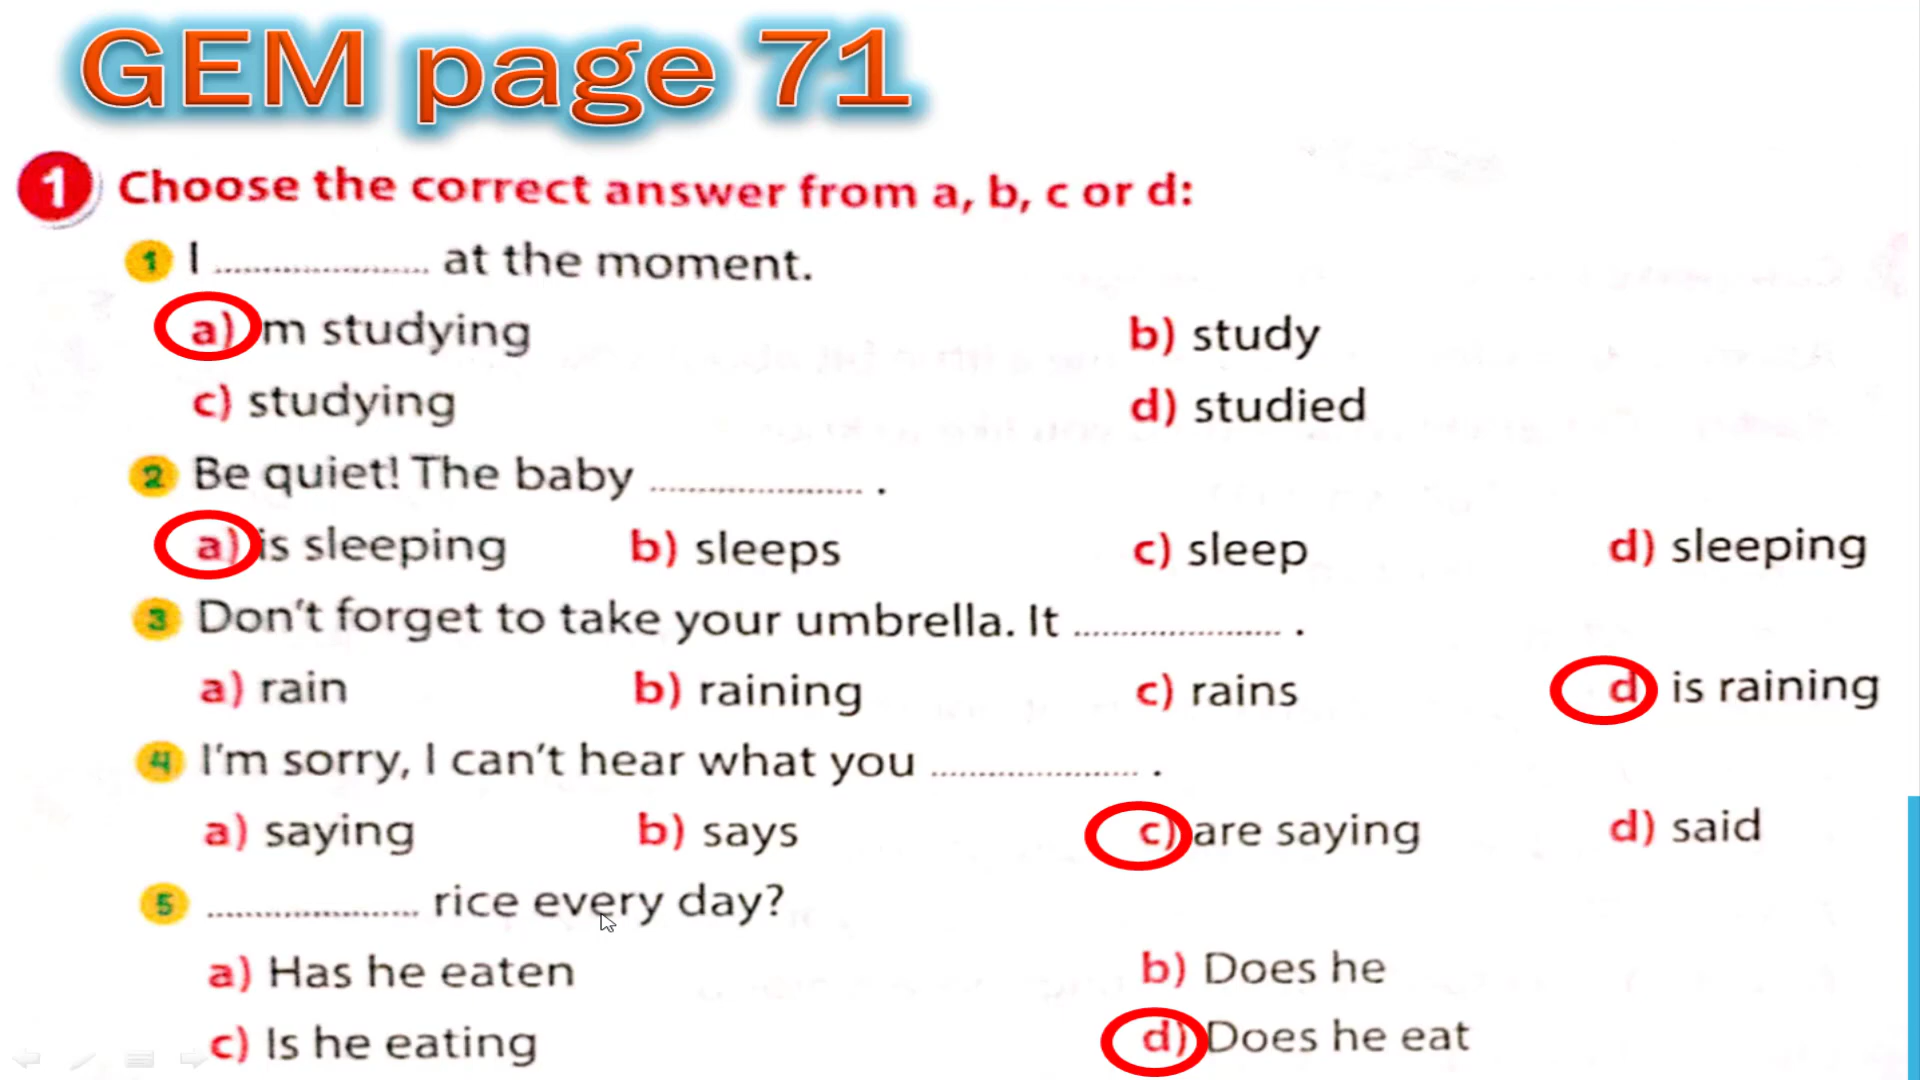 GEM page 71
1 Choose the correct answer from a, b, c or d:
1 I .................... at the moment.
a) m studying b) study
c) studying d) studied
2 Be quiet! The baby .................... .
a) is sleeping b) sleeps c) sleep d) sleeping
3 Don't forget to take your umbrella. It .................... .
a) rain b) raining c) rains d is raining
4 I'm sorry, I can't hear what you .................... .
a) saying b) says c) are saying d) said
5 .................... rice every day?
a) Has he eaten b) Does he
c) Is he eating d) Does he eat